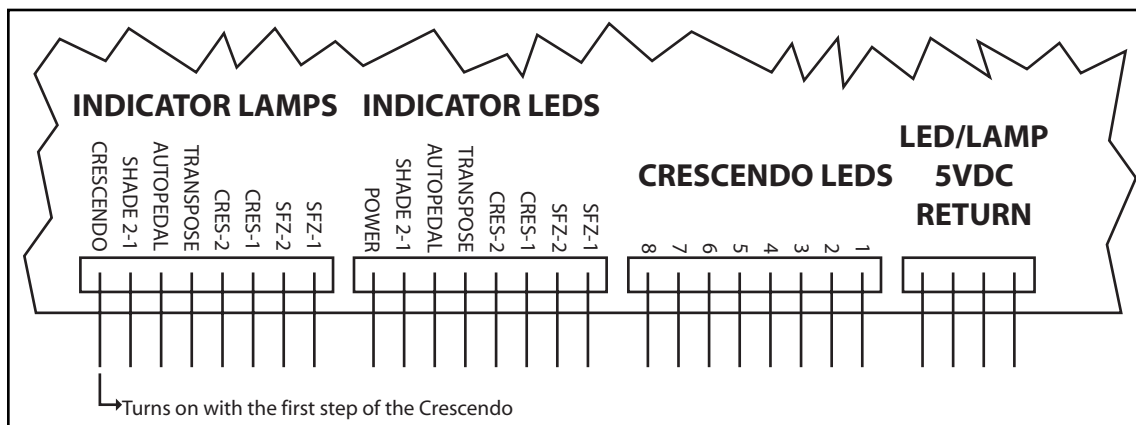 INDICATOR LAMPS
CRESCENDO
SHADE 2-1
AUTOPEDAL
TRANSPOSE
CRES-2
CRES-1
SFZ-2
SFZ-1
INDICATOR LEDS
POWER
SHADE 2-1
AUTOPEDAL
TRANSPOSE
CRES-2
CRES-1
SFZ-2
SFZ-1
CRESCENDO LEDS
8
7
6
5
4
3
2
1
LED/LAMP
5VDC
RETURN
Turns on with the first step of the Crescendo